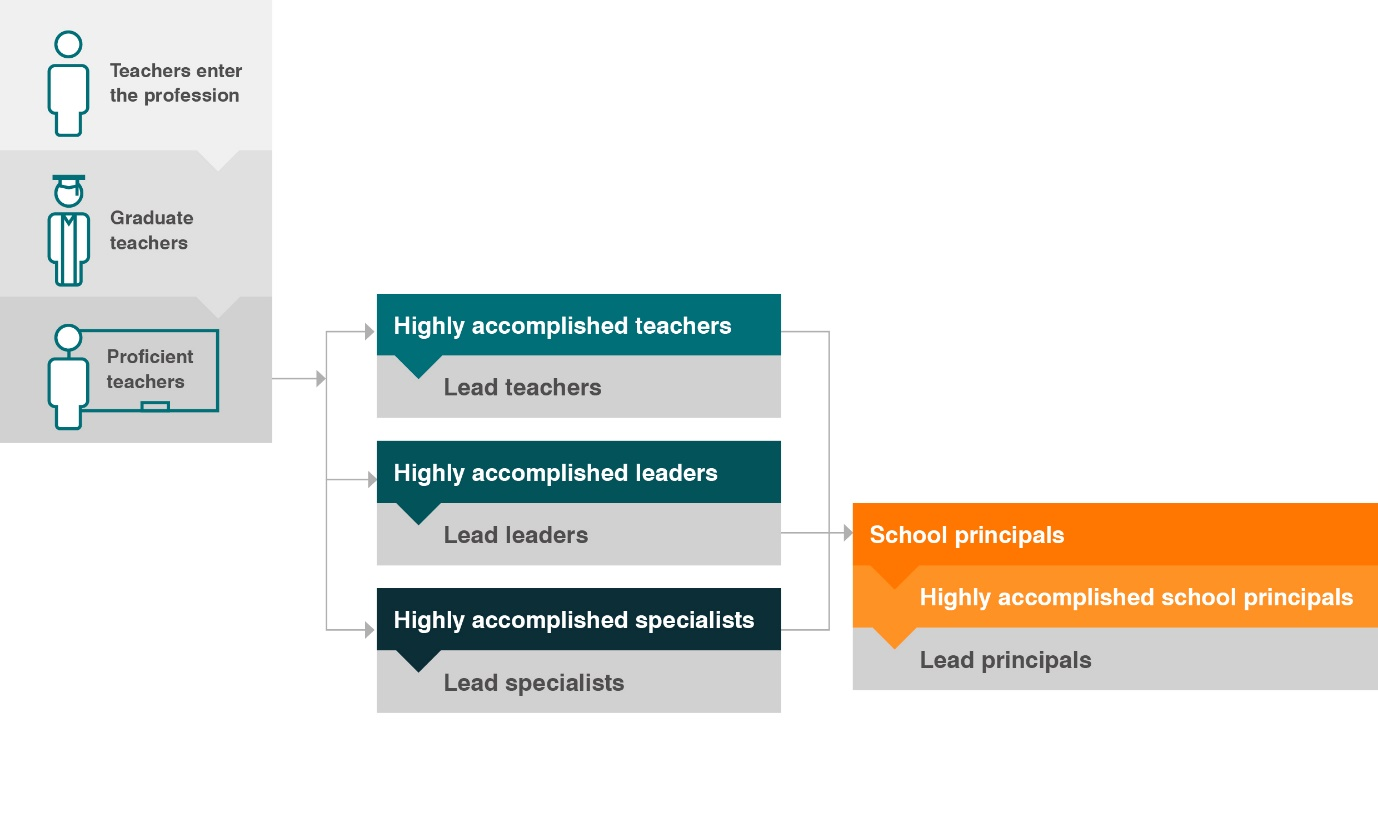 Teachers enter
the profession
Graduate
teachers
Proficient
teachers
Highly accomplished teachers
Lead teachers
Highly accomplished leaders
Lead leaders
Highly accomplished specialists
Lead specialists
School principals
Highly accomplished school principals
Lead principals